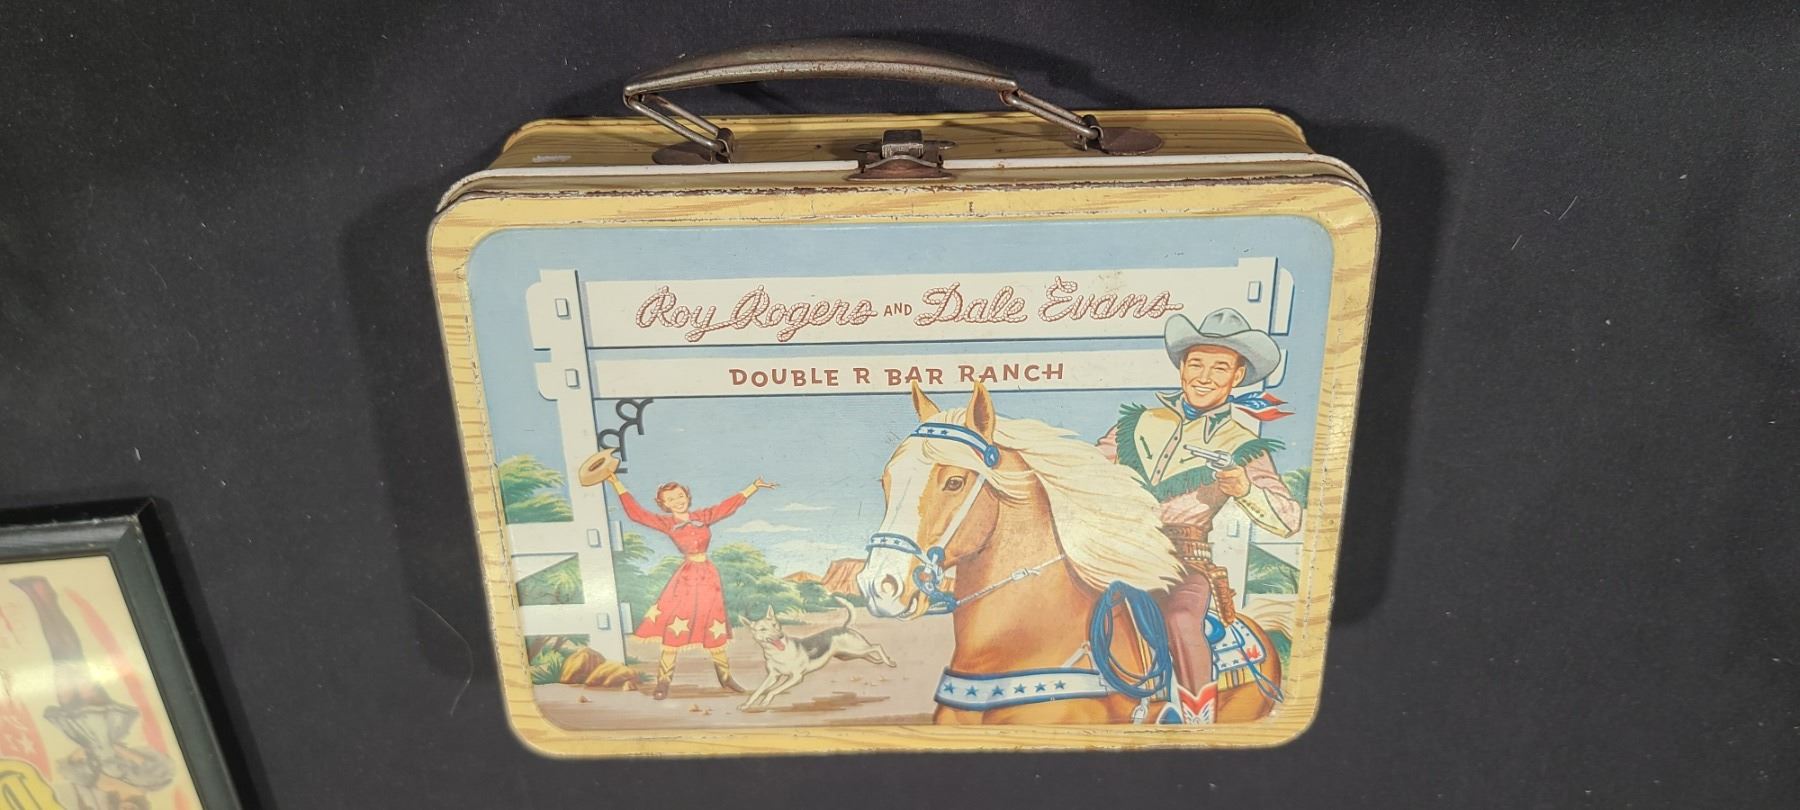 Roy Rogers AND Dale Evans
DOUBLE R BAR RANCH